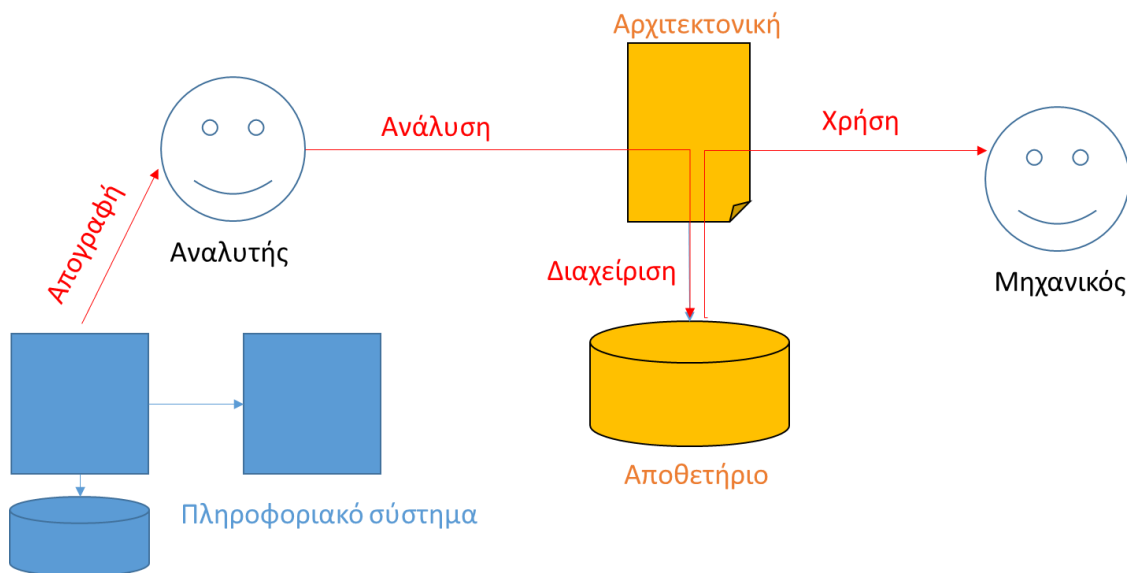 Αρχιτεκτονική
Ανάλυση
Χρήση
Απογραφή
Αναλυτής
Διαχείριση
Μηχανικός
Αποθετήριο
Πληροφοριακό σύστημα